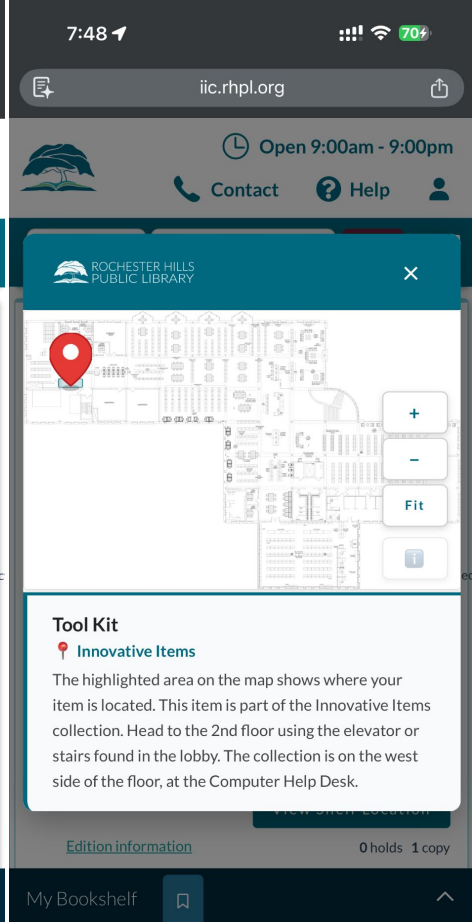 7:48
70
iic.rhpl.org
Open 9:00am - 9:00pm
Contact
Help
ROCHESTER HILLS
PUBLIC LIBRARY
+
−
Fit
Tool Kit
Innovative Items
The highlighted area on the map shows where your
item is located. This item is part of the Innovative Items
collection. Head to the 2nd floor using the elevator or
stairs found in the lobby. The collection is on the west
side of the floor, at the Computer Help Desk.
View Shelf Location
Edition information
0 holds 1 copy
My Bookshelf